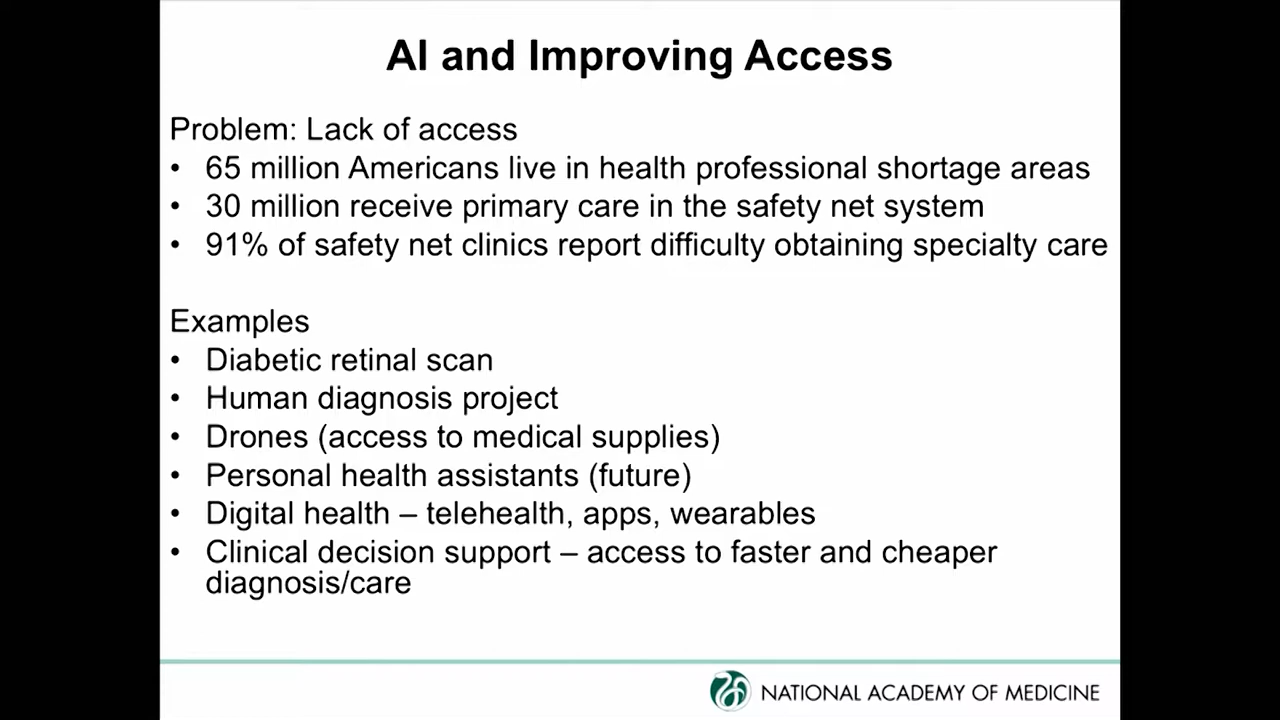 AI and Improving Access
Problem: Lack of access
• 65 million Americans live in health professional shortage areas
• 30 million receive primary care in the safety net system
• 91% of safety net clinics report difficulty obtaining specialty care
Examples
• Diabetic retinal scan
• Human diagnosis project
• Drones (access to medical supplies)
• Personal health assistants (future)
• Digital health – telehealth, apps, wearables
• Clinical decision support – access to faster and cheaper
diagnosis/care
NATIONAL ACADEMY OF MEDICINE